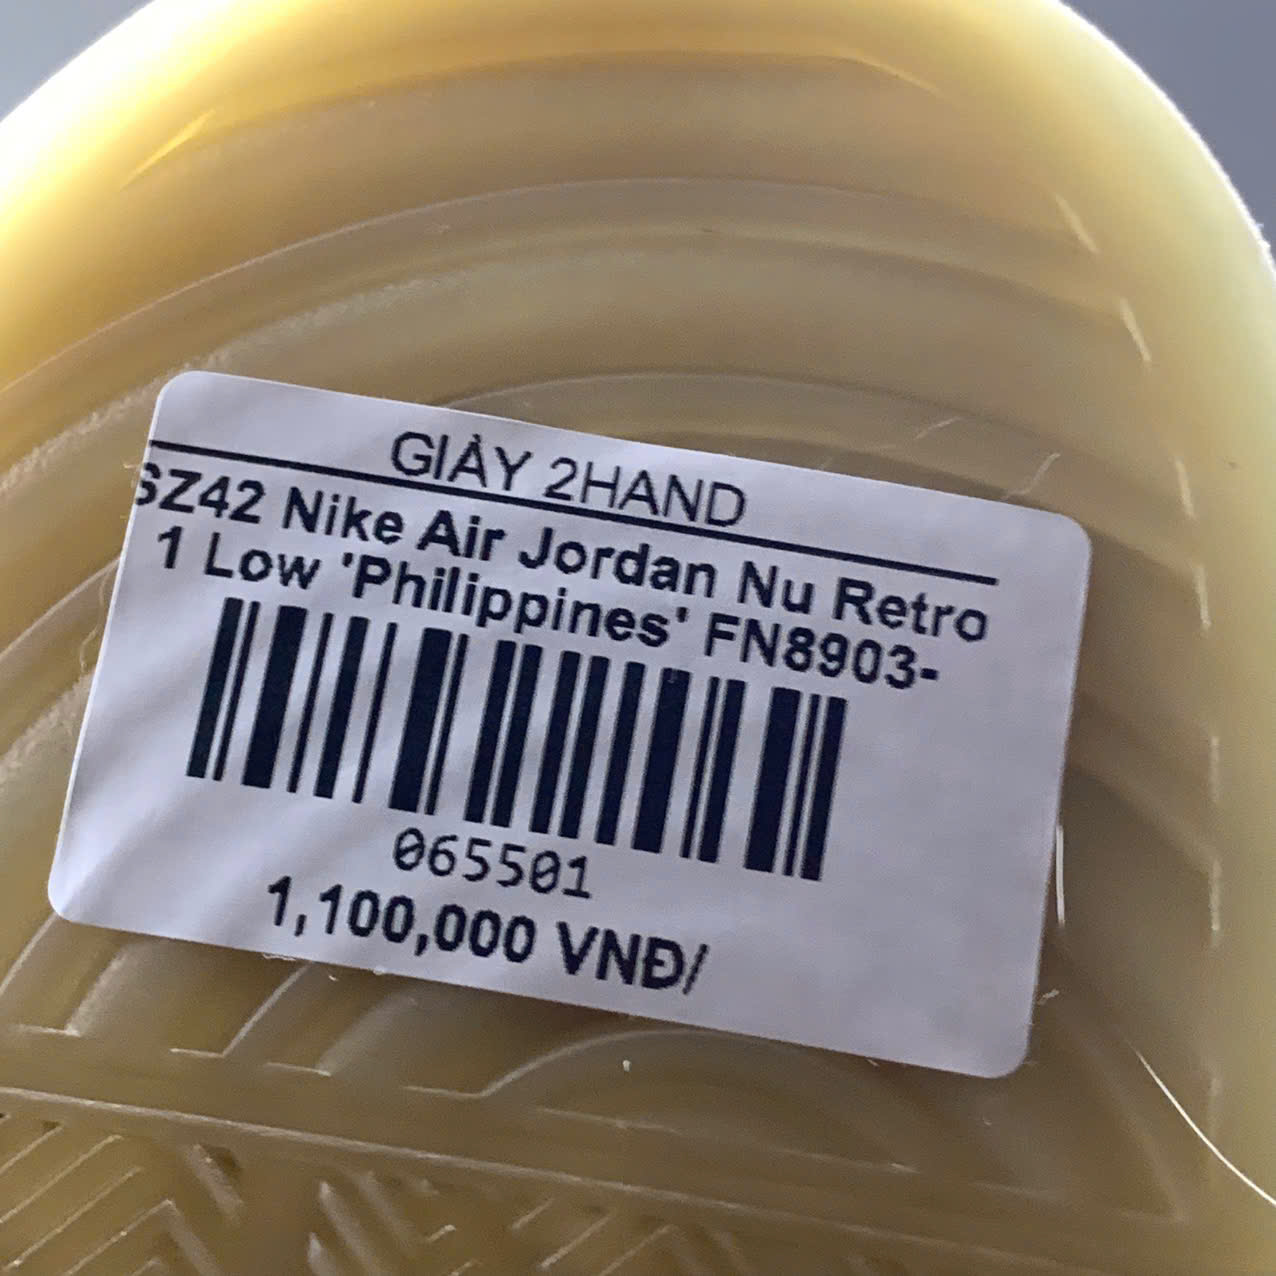 GIÀY 2HAND
SZ42 Nike Air Jordan Nu Retro
1 Low 'Philippines' FN8903-
065501
1,100,000 VNĐ/